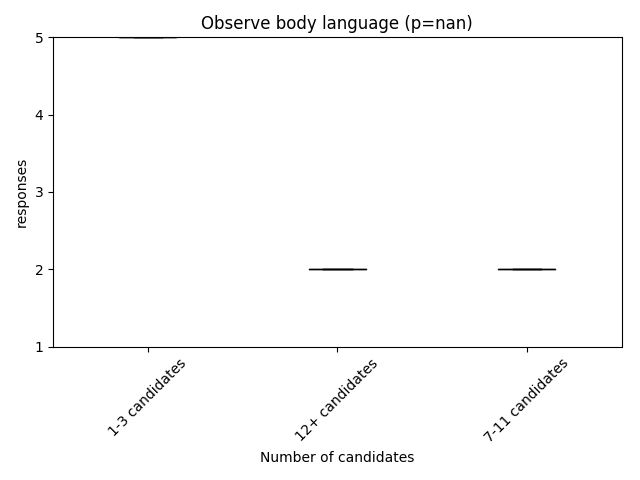 Observe body language (p=nan)
5
4
3
2
1
responses
1-3 candidates
12+ candidates
7-11 candidates
Number of candidates